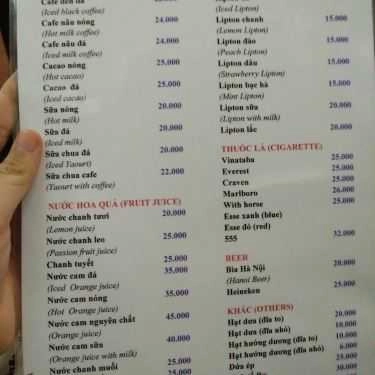 Cafe đen đá
(Iced black coffee)
Cafe nâu nóng 24.000
(Hot milk coffee)
Cafe nâu đá 24.000
(Iced milk coffee)
Cacao nóng 25.000
(Hot cacao)
Cacao đá 25.000
(Iced cacao)
Sữa nóng 20.000
(Hot milk)
Sữa đá 20.000
(Iced milk)
Sữa chua đá 20.000
(Iced Yaourt)
Sữa chua cafe 22.000
(Yaourt with coffee)
NƯỚC HOA QUẢ (FRUIT JUICE)
Nước chanh tươi 20.000
(Lemon juice)
Nước chanh leo 25.000
(Passion fruit juice)
Chanh tuyết 25.000
Nước cam đá 35.000
(Iced Orange juice)
Nước cam nóng 35.000
(Hot Orange juice)
Nước cam nguyên chất 45.000
(Orange juice)
Nước cam sữa 40.000
(Orange juice with milk)
Nước chanh muối 25.000
(Iced Lipton)
Lipton chanh 15.000
(Lemon Lipton)
Lipton đào 15.000
(Peach Lipton)
Lipton dâu 15.000
(Strawberry Lipton)
Lipton bạc hà 15.000
(Mint Lipton)
Lipton sữa 20.000
(Lipton with milk)
Lipton lắc 20.000
THUỐC LÁ (CIGARETTE)
Vinataba 25.000
Everest 25.000
Craven 25.000
Marlboro 26.000
With horse 25.000
Esse xanh (blue)
Esse đỏ (red)
555 32.000
BEER
Bia Hà Nội 20.000
(Hanoi Beer)
Heineken 25.000
KHÁC (OTHERS)
Hạt dưa (đĩa to) 20.000
Hạt dưa (đĩa nhỏ) 10.000
Hạt hướng dương (đĩa to) 10.000
Hạt hướng dương (đĩa nhỏ) 6.000
Dứa ép 25.000
30.000